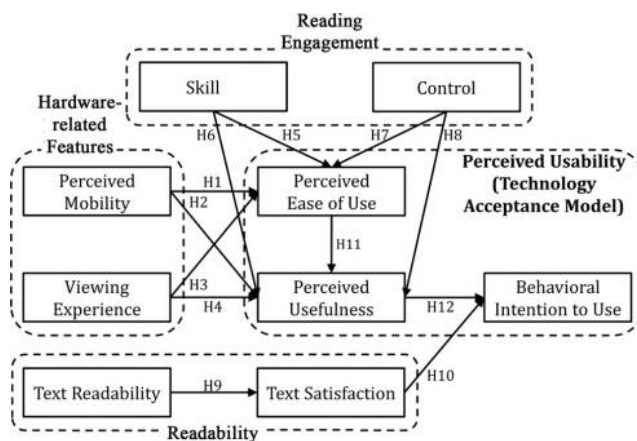 Reading
Engagement
Skill
Control
Hardware-
related
Features
H6
H5
H7
H8
Perceived
Mobility
H1
H2
Perceived
Ease of Use
Perceived Usability
(Technology
Acceptance Model)
H11
Viewing
Experience
H3
H4
Perceived
Usefulness
H12
Behavioral
Intention to Use
Text Readability
H9
Text Satisfaction
H10
Readability